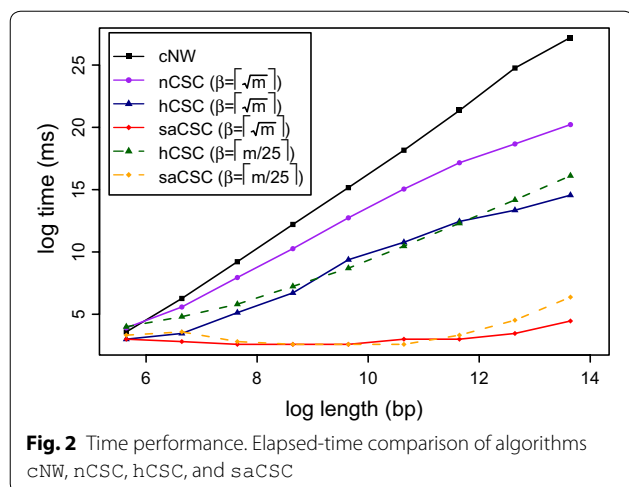 25
20
15
10
5
log time (ms)
cNW
nCSC (β=⌈√m⌉)
hCSC (β=⌈√m⌉)
saCSC (β=⌈√m⌉)
hCSC (β=⌈m/25⌉)
saCSC (β=⌈m/25⌉)
6 8 10 12 14
log length (bp)
Fig. 2 Time performance. Elapsed-time comparison of algorithms
cNW, nCSC, hCSC, and saCSC